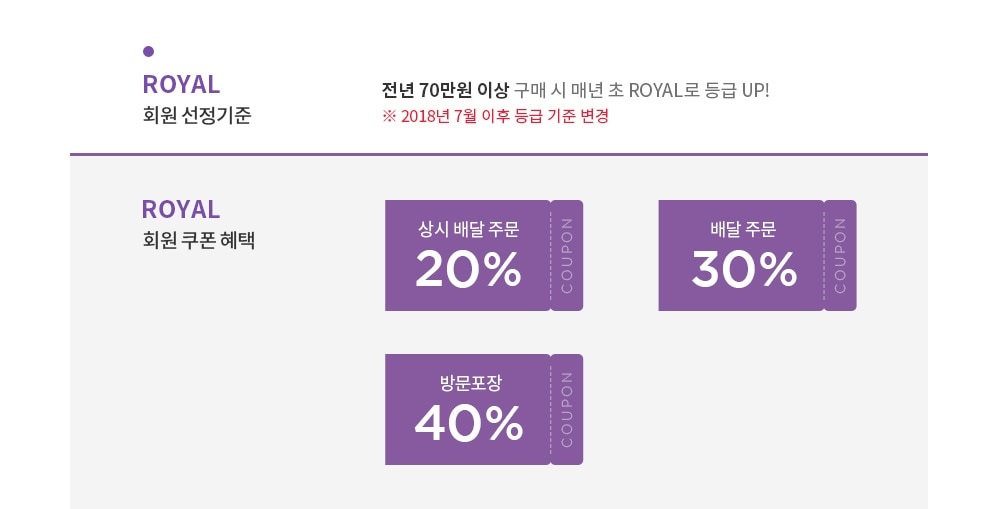 ROYAL
회원 선정기준
전년 70만원 이상 구매 시 매년 초 ROYAL로 등급 UP!
※ 2018년 7월 이후 등급 기준 변경
ROYAL
회원 쿠폰 혜택
상시 배달 주문
20%
COUPON
배달 주문
30%
COUPON
방문포장
40%
COUPON